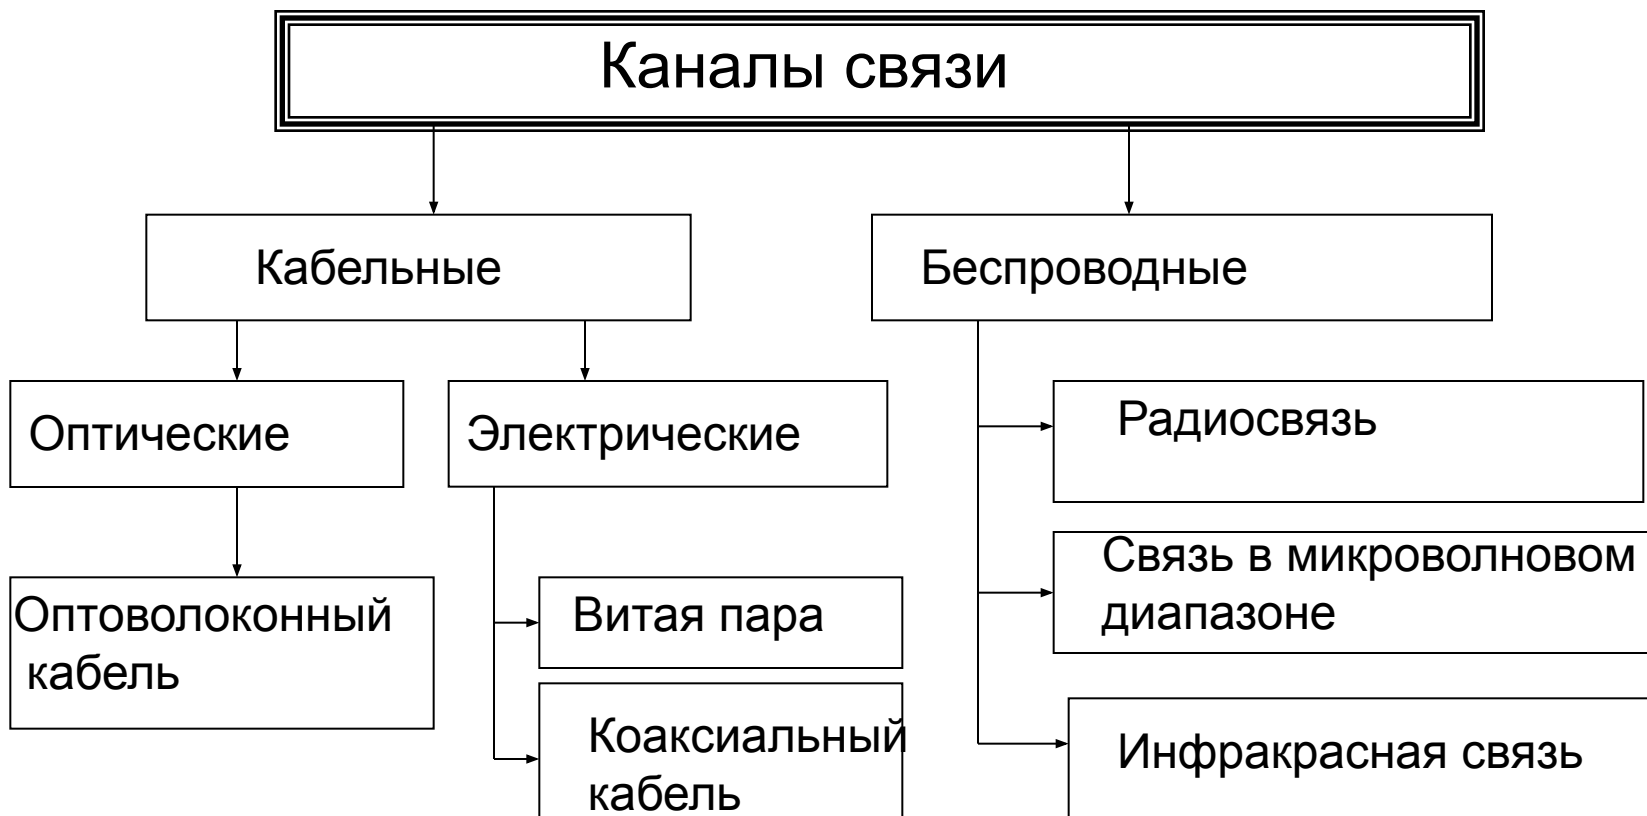 Каналы связи
Кабельные
Беспроводные
Оптические
Электрические
Радиосвязь
Связь в микроволновом
диапазоне
Оптоволоконный
кабель
Витая пара
Коаксиальный
кабель
Инфракрасная связь